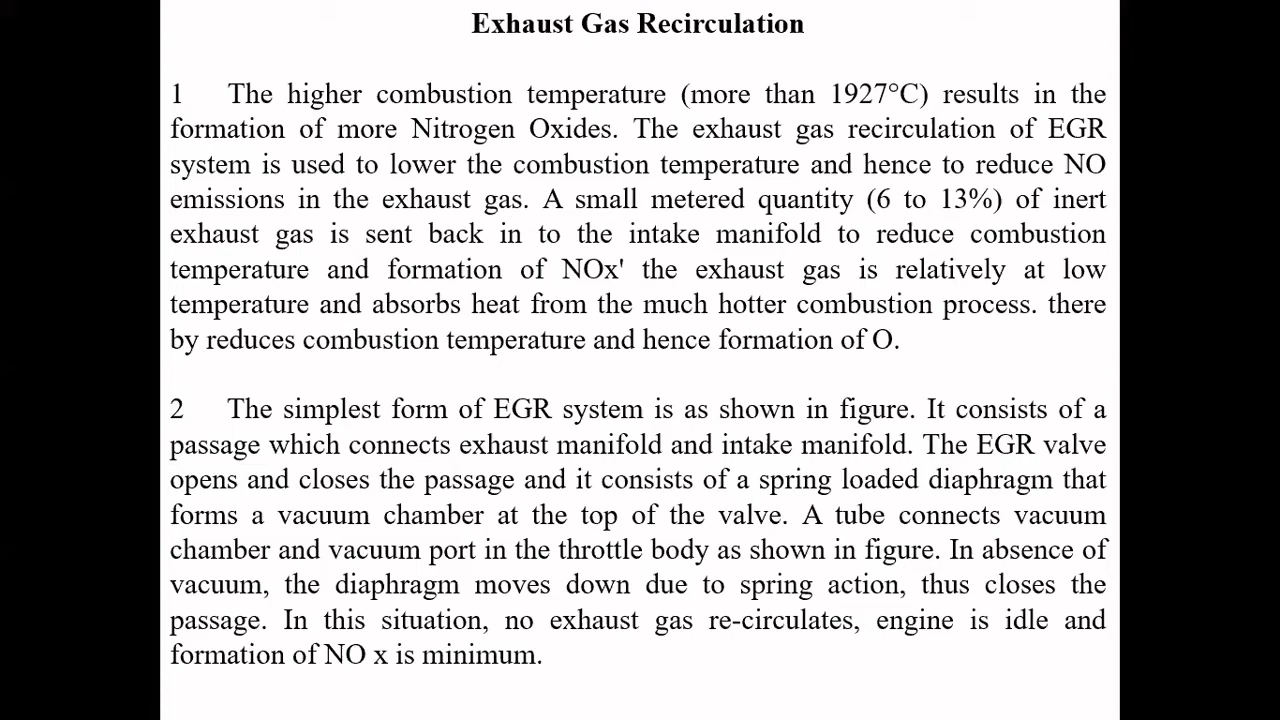 Exhaust Gas Recirculation
1 The higher combustion temperature (more than 1927°C) results in the
formation of more Nitrogen Oxides. The exhaust gas recirculation of EGR
system is used to lower the combustion temperature and hence to reduce NO
emissions in the exhaust gas. A small metered quantity (6 to 13%) of inert
exhaust gas is sent back in to the intake manifold to reduce combustion
temperature and formation of NOx' the exhaust gas is relatively at low
temperature and absorbs heat from the much hotter combustion process. there
by reduces combustion temperature and hence formation of O.
2 The simplest form of EGR system is as shown in figure. It consists of a
passage which connects exhaust manifold and intake manifold. The EGR valve
opens and closes the passage and it consists of a spring loaded diaphragm that
forms a vacuum chamber at the top of the valve. A tube connects vacuum
chamber and vacuum port in the throttle body as shown in figure. In absence of
vacuum, the diaphragm moves down due to spring action, thus closes the
passage. In this situation, no exhaust gas re-circulates, engine is idle and
formation of NO x is minimum.